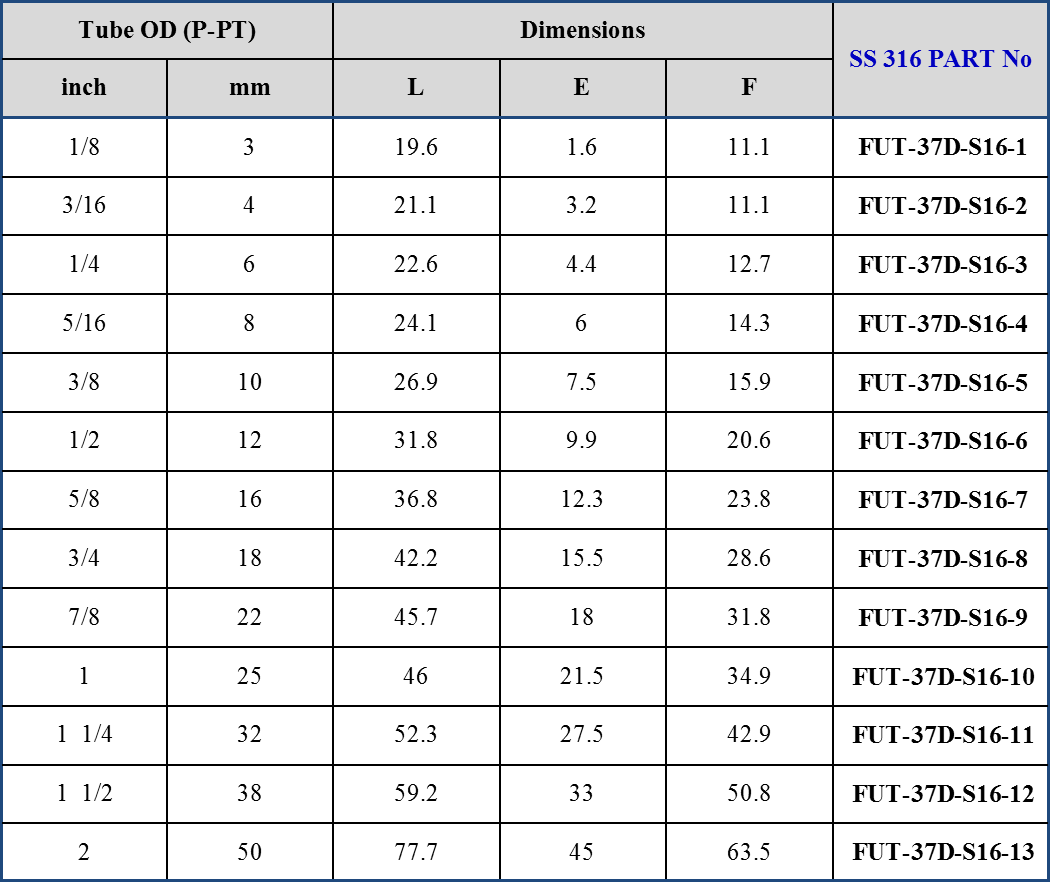 Tube OD (P-PT) Dimensions SS 316 PART No
inch mm L E F
1/8 3 19.6 1.6 11.1 FUT-37D-S16-1
3/16 4 21.1 3.2 11.1 FUT-37D-S16-2
1/4 6 22.6 4.4 12.7 FUT-37D-S16-3
5/16 8 24.1 6 14.3 FUT-37D-S16-4
3/8 10 26.9 7.5 15.9 FUT-37D-S16-5
1/2 12 31.8 9.9 20.6 FUT-37D-S16-6
5/8 16 36.8 12.3 23.8 FUT-37D-S16-7
3/4 18 42.2 15.5 28.6 FUT-37D-S16-8
7/8 22 45.7 18 31.8 FUT-37D-S16-9
1 25 46 21.5 34.9 FUT-37D-S16-10
1 1/4 32 52.3 27.5 42.9 FUT-37D-S16-11
1 1/2 38 59.2 33 50.8 FUT-37D-S16-12
2 50 77.7 45 63.5 FUT-37D-S16-13